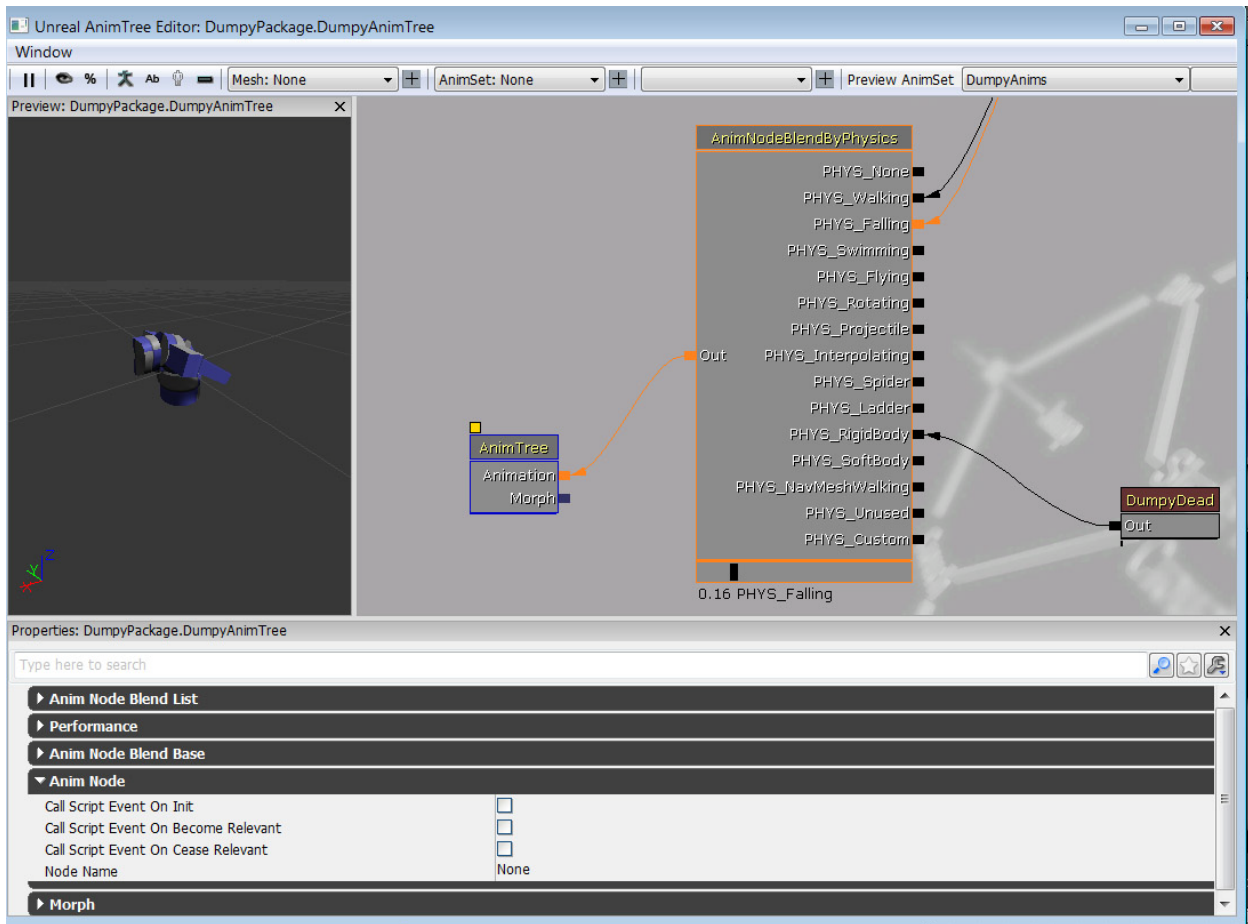 Unreal AnimTree Editor: DumpyPackage.DumpyAnimTree
Window
% Ab Mesh: None AnimSet: None Preview AnimSet DumpyAnims
Preview: DumpyPackage.DumpyAnimTree
AnimNodeBlendByPhysics
PHYS_None
PHYS_Walking
PHYS_Falling
PHYS_Swimming
PHYS_Flying
PHYS_Rotating
PHYS_Projectile
Out PHYS_Interpolating
PHYS_Spider
PHYS_Ladder
PHYS_RigidBody
PHYS_SoftBody
PHYS_NavMeshWalking
PHYS_Unused
PHYS_Custom
0.16 PHYS_Falling
AnimTree
Animation
Morph
DumpyDead
Out
Z
Y
X
Properties: DumpyPackage.DumpyAnimTree
Type here to search
Anim Node Blend List
Performance
Anim Node Blend Base
Anim Node
Call Script Event On Init
Call Script Event On Become Relevant
Call Script Event On Cease Relevant
Node Name None
Morph